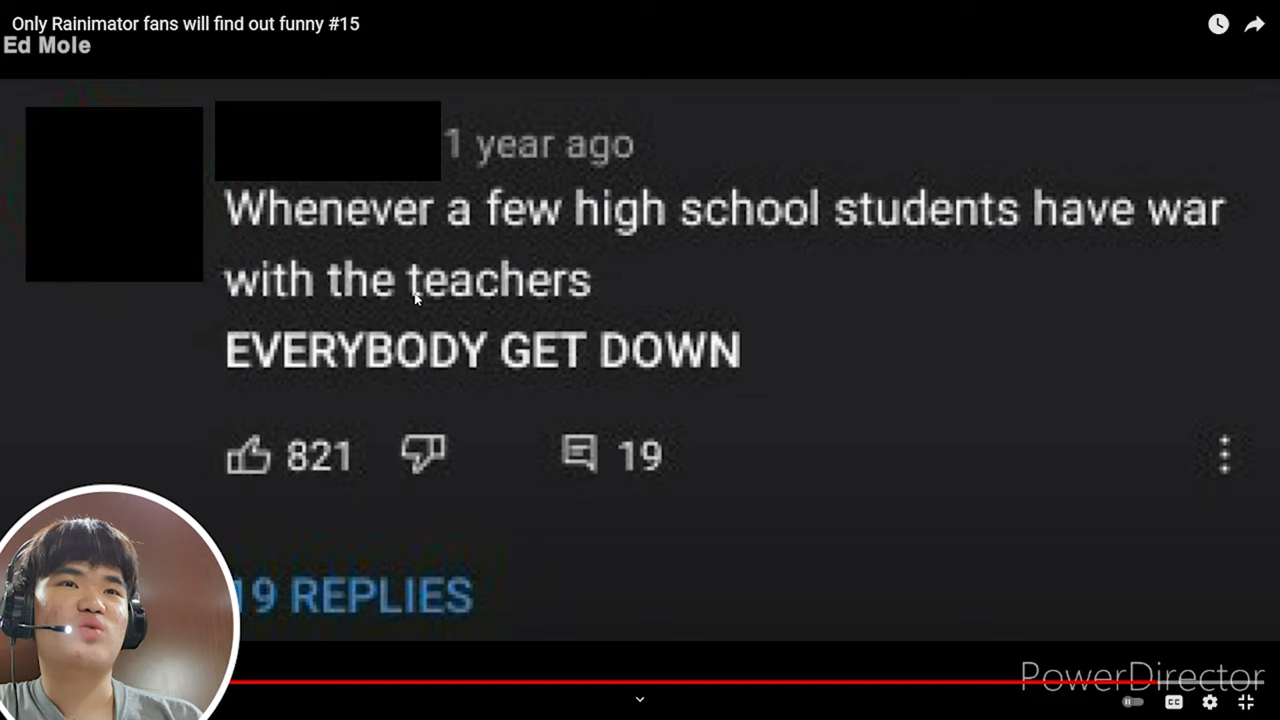 Only Rainimator fans will find out funny #15
Ed Mole
1 year ago
Whenever a few high school students have war
with the teachers
EVERYBODY GET DOWN
821
19
19 REPLIES
PowerDirector
CC